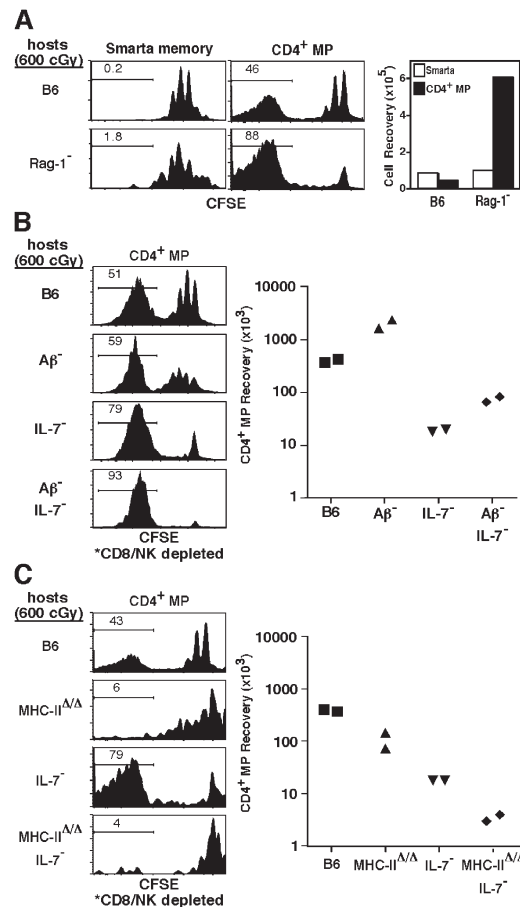 A
hosts
(600 cGy)
Smarta memory
CD4+ MP
B6
0.2
46
Rag-1-
1.8
88
CFSE
Cell Recovery (x10^5)
6
4
2
0
Smarta
CD4+ MP
B6
Rag-1-
B
hosts
(600 cGy)
CD4+ MP
B6
51
Aβ-
59
IL-7-
79
Aβ-
IL-7-
93
CFSE
*CD8/NK depleted
CD4+ MP Recovery (x10^3)
10000
1000
100
10
1
B6
Aβ-
IL-7-
Aβ-
IL-7-
C
hosts
(600 cGy)
CD4+ MP
B6
43
MHC-IIΔ/Δ
6
IL-7-
79
MHC-IIΔ/Δ
IL-7-
4
CFSE
*CD8/NK depleted
CD4+ MP Recovery (x10^3)
10000
1000
100
10
1
B6
MHC-IIΔ/Δ
IL-7-
MHC-IIΔ/Δ
IL-7-